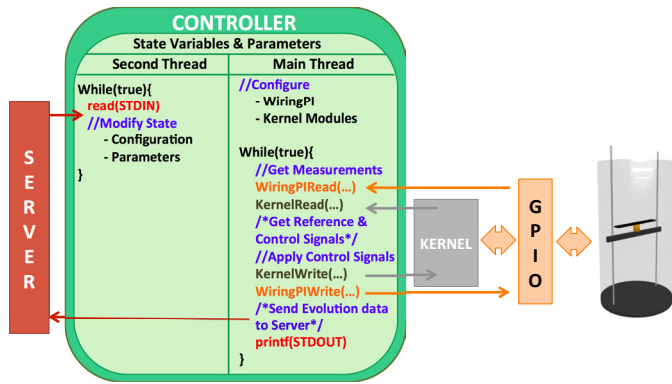 CONTROLLER
State Variables & Parameters
Second Thread
Main Thread
While(true){
read(STDIN)
//Modify State
- Configuration
- Parameters
}
//Configure
- WiringPI
- Kernel Modules
While(true){
//Get Measurements
WiringPIRead(...)
KernelRead(...)
/*Get Reference &
Control Signals*/
//Apply Control Signals
KernelWrite(...)
WiringPIWrite(...)
/*Send Evolution data
to Server*/
printf(STDOUT)
}
SERVER
KERNEL
GPIO